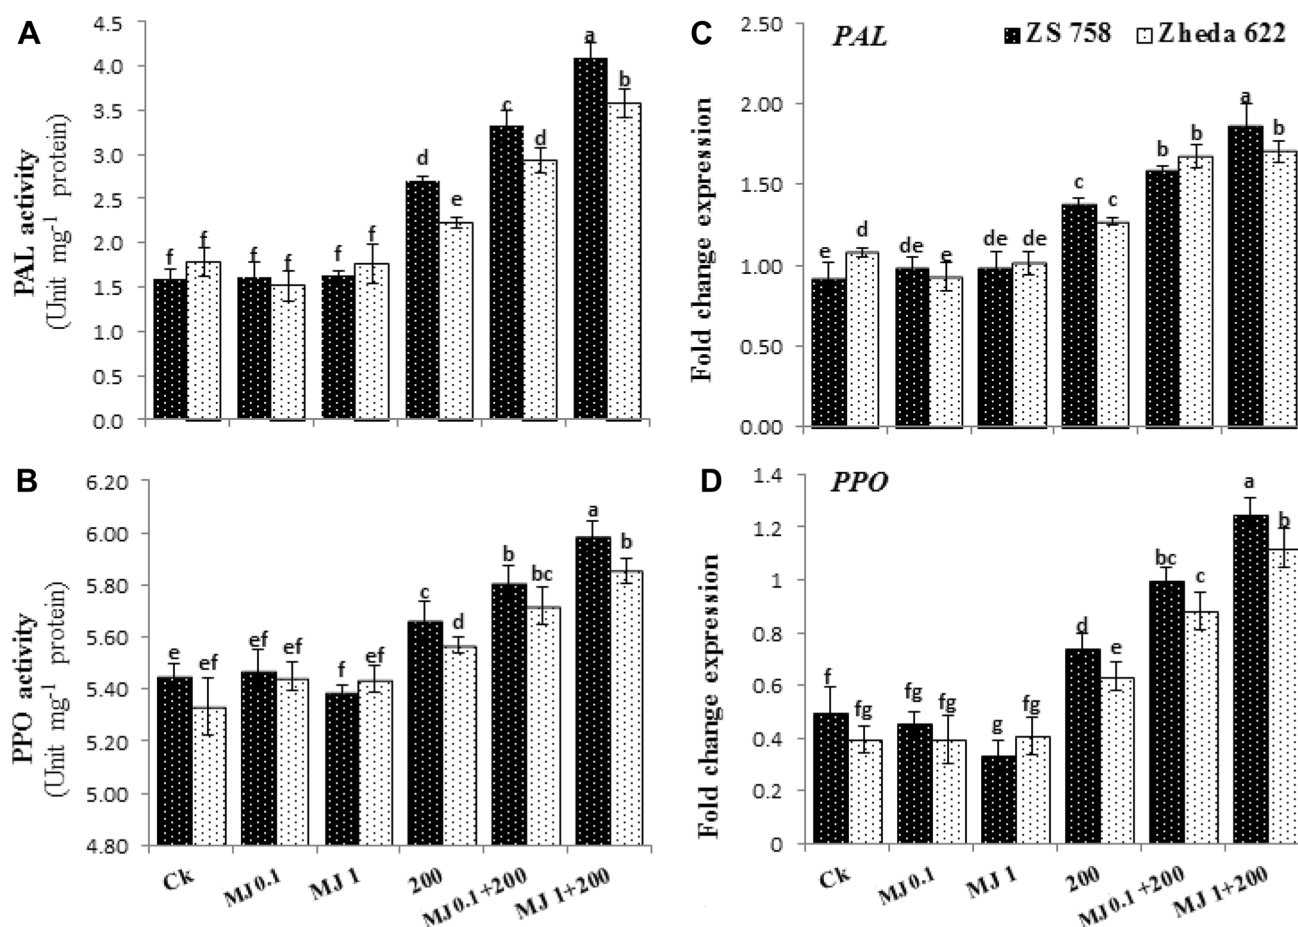 A
PAL activity
(Unit mg-1 protein)
4.5
4.0
3.5
3.0
2.5
2.0
1.5
1.0
0.5
0.0
f f f f f f d e c d a b
C
PAL
ZS 758 Zheda 622
Fold change expression
2.50
2.00
1.50
1.00
0.50
0.00
e d de e de de c c b b a b
B
PPO activity
(Unit mg-1 protein)
6.20
6.00
5.80
5.60
5.40
5.20
5.00
4.80
e ef ef ef f ef c d b bc a b
Ck MJ 0.1 MJ 1 200 MJ 0.1+200 MJ 1+200
D
PPO
Fold change expression
1.4
1.2
1
0.8
0.6
0.4
0.2
0
f fg fg fg g fg d e bc c a b
Ck MJ 0.1 MJ 1 200 MJ 0.1+200 MJ 1+200